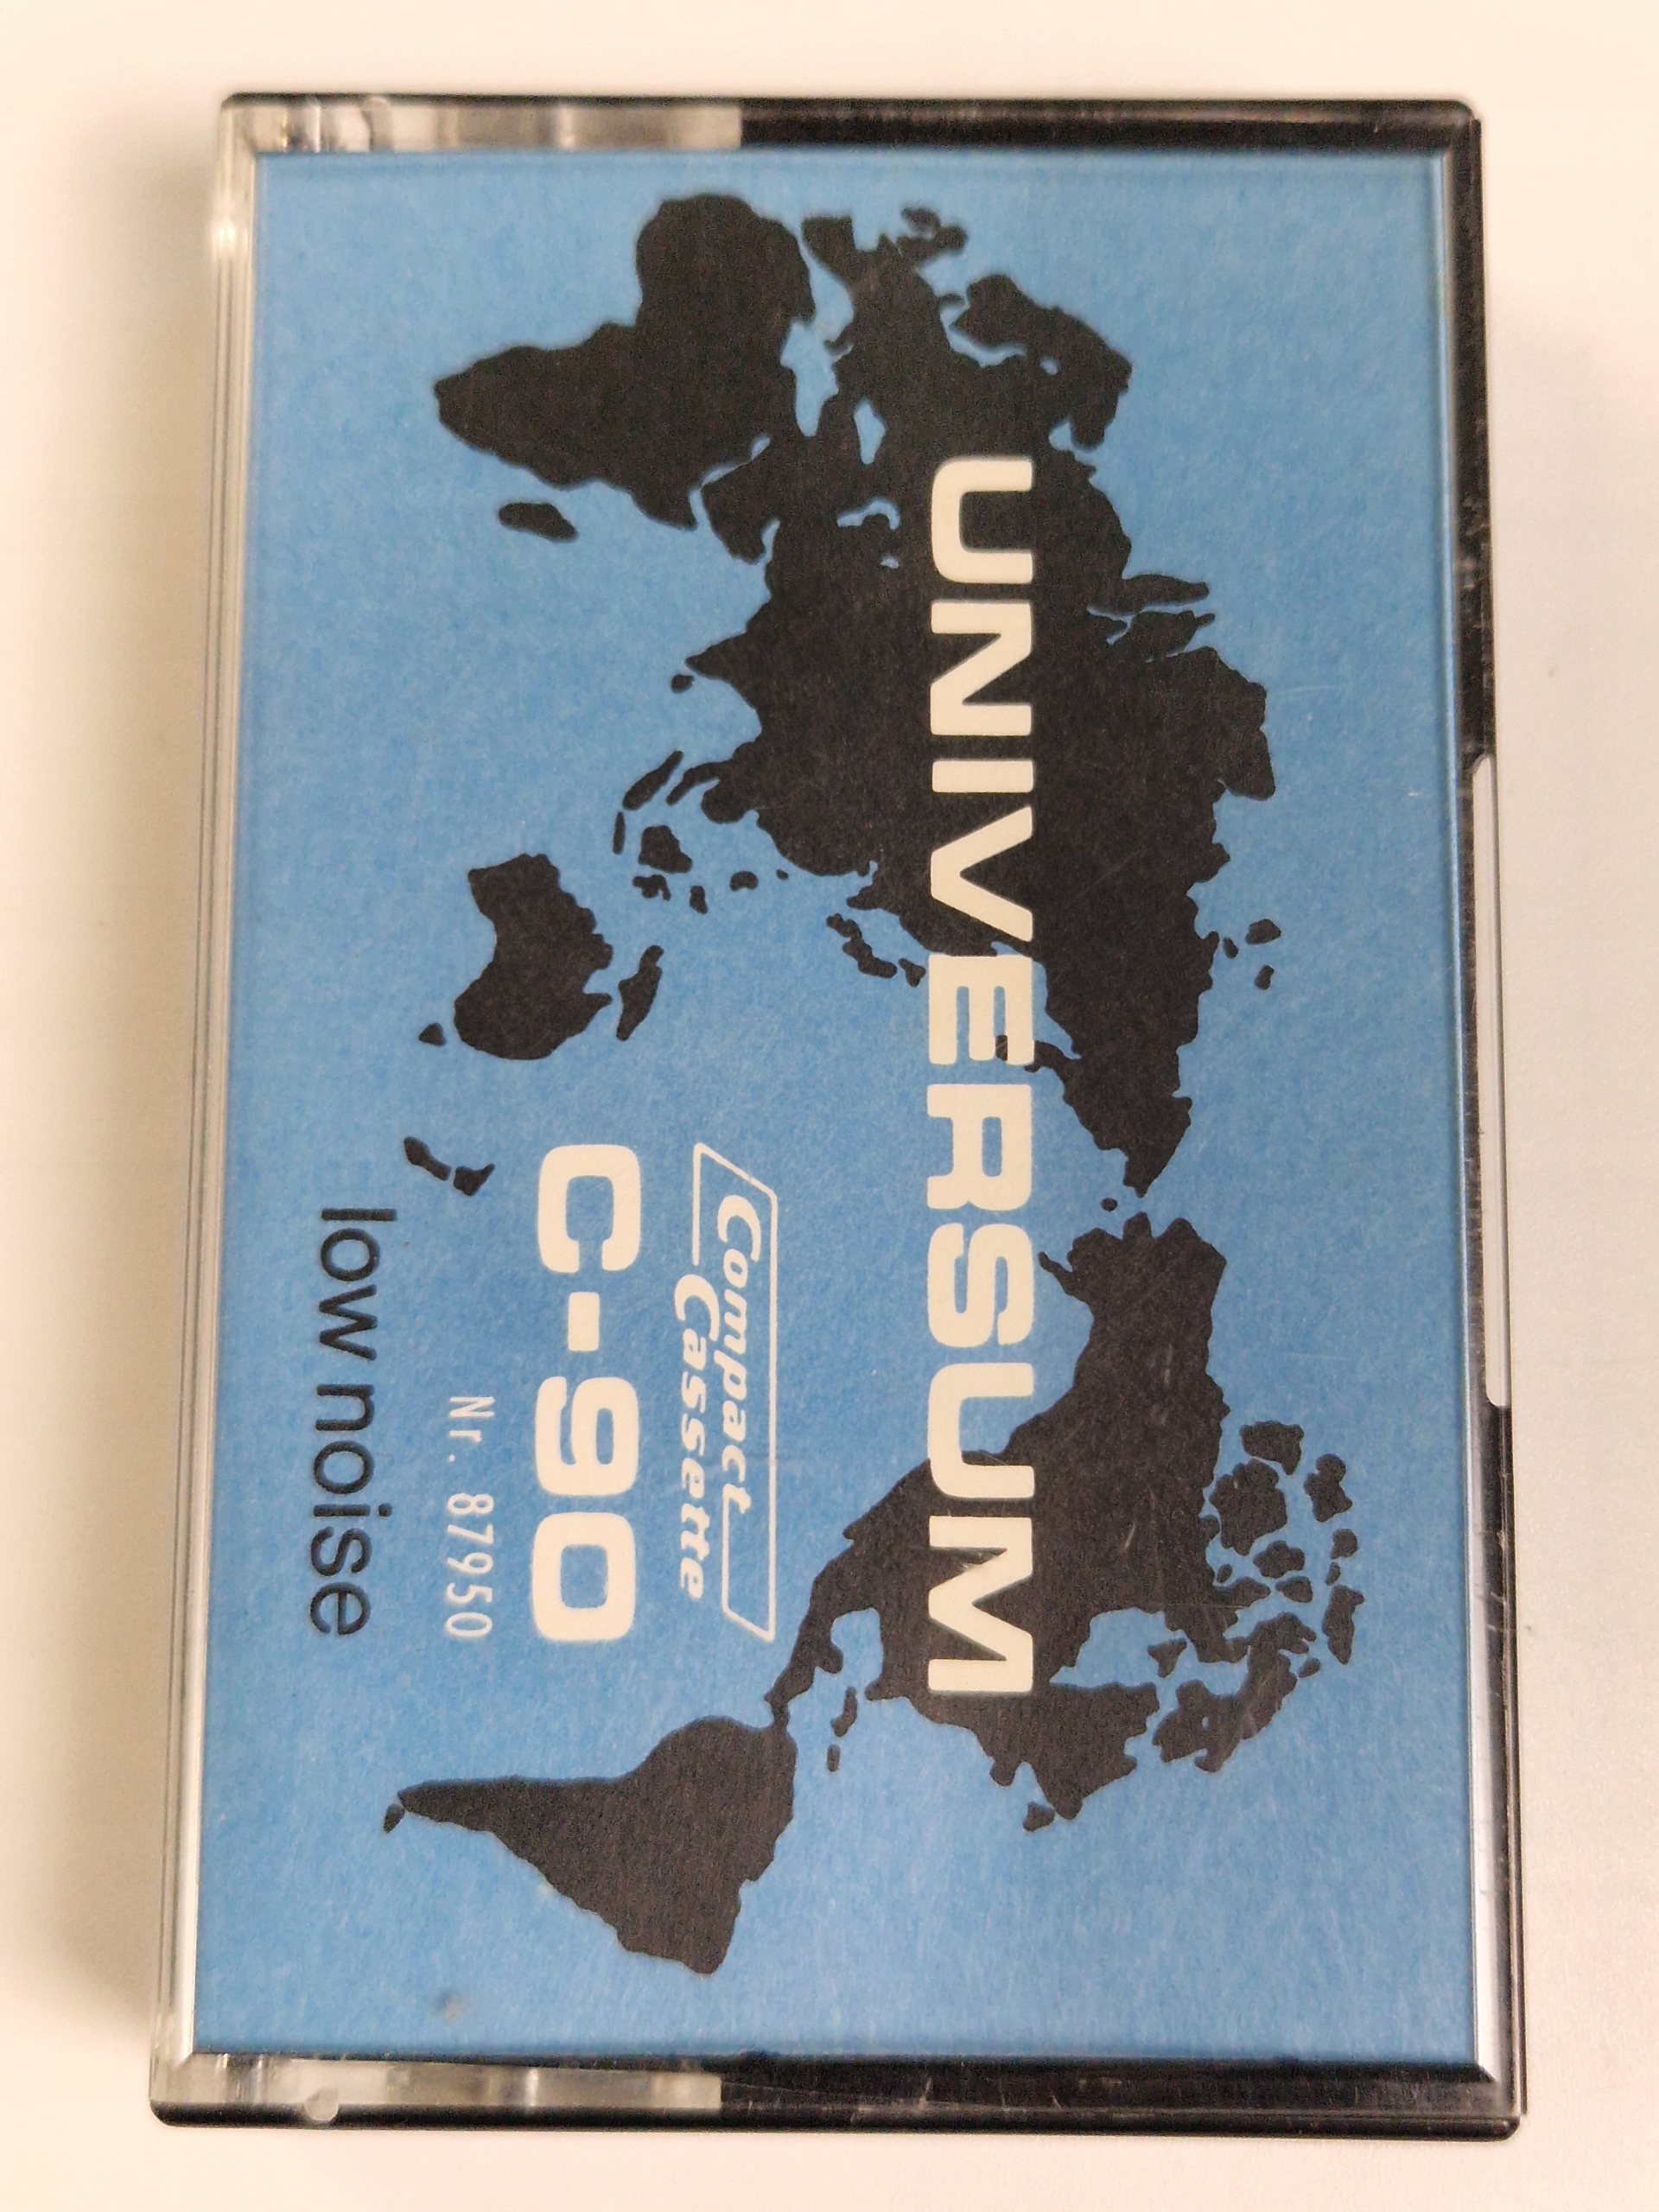 UNIVERSUM
Compact
Cassette
C-90
Nr. 87950
low noise